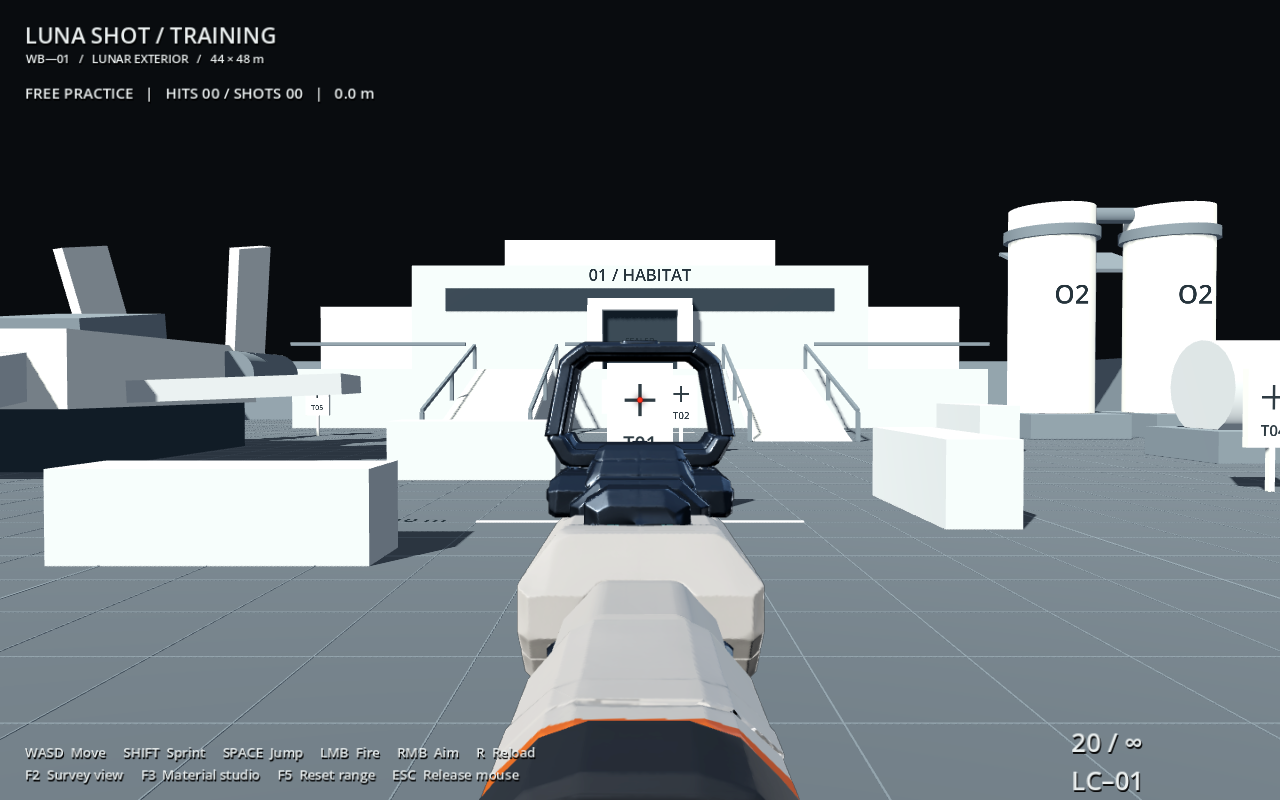 LUNA SHOT / TRAINING
WB—01 / LUNAR EXTERIOR / 44 × 48 m
FREE PRACTICE | HITS 00 / SHOTS 00 | 0.0 m
01 / HABITAT
O2 O2
T05
T02
T01
T04
WASD Move SHIFT Sprint SPACE Jump LMB Fire RMB Aim R Reload
F2 Survey view F3 Material studio F5 Reset range ESC Release mouse
20 / ∞
LC–01